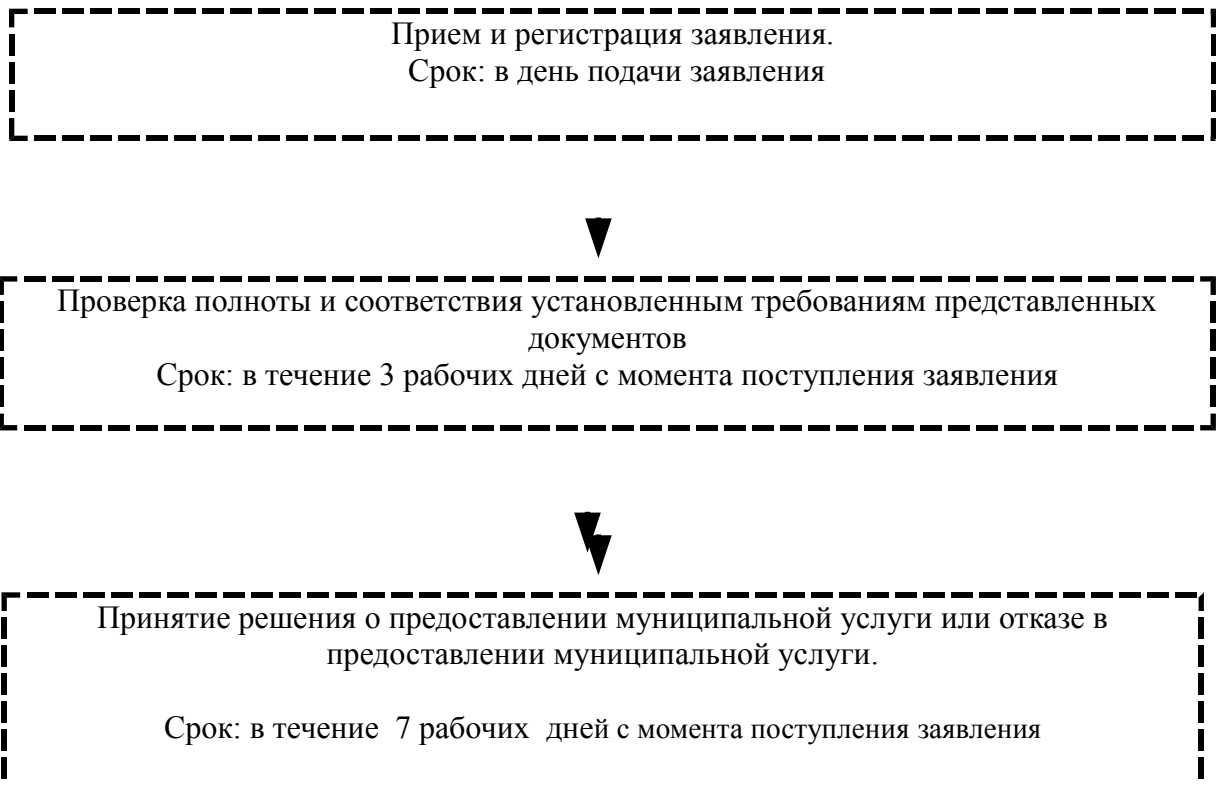 Прием и регистрация заявления.
Срок: в день подачи заявления
Проверка полноты и соответствия установленным требованиям представленных
документов
Срок: в течение 3 рабочих дней с момента поступления заявления
Принятие решения о предоставлении муниципальной услуги или отказе в
предоставлении муниципальной услуги.
Срок: в течение  7 рабочих  дней с момента поступления заявления